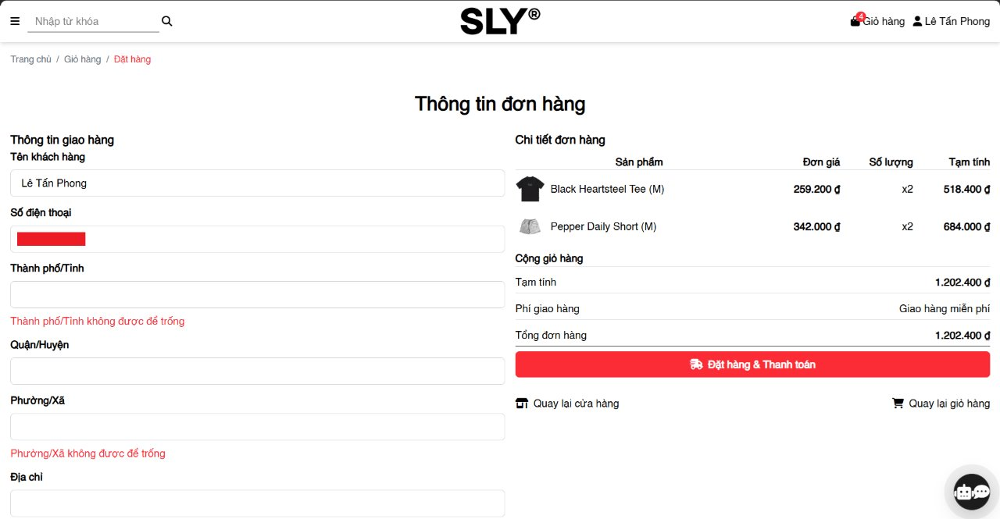 Nhập từ khóa
SLY®
4
Giỏ hàng
Lê Tấn Phong
Trang chủ / Giỏ hàng / Đặt hàng
Thông tin đơn hàng
Thông tin giao hàng
Tên khách hàng
Lê Tấn Phong
Số điện thoại
Thành phố/Tỉnh
Thành phố/Tỉnh không được để trống
Quận/Huyện
Phường/Xã
Phường/Xã không được để trống
Địa chỉ
Chi tiết đơn hàng
Sản phẩm Đơn giá Số lượng Tạm tính
Black Heartsteel Tee (M) 259.200 ₫ x2 518.400 ₫
Pepper Daily Short (M) 342.000 ₫ x2 684.000 ₫
Cộng giỏ hàng
Tạm tính 1.202.400 ₫
Phí giao hàng Giao hàng miễn phí
Tổng đơn hàng 1.202.400 ₫
Đặt hàng & Thanh toán
Quay lại cửa hàng Quay lại giỏ hàng